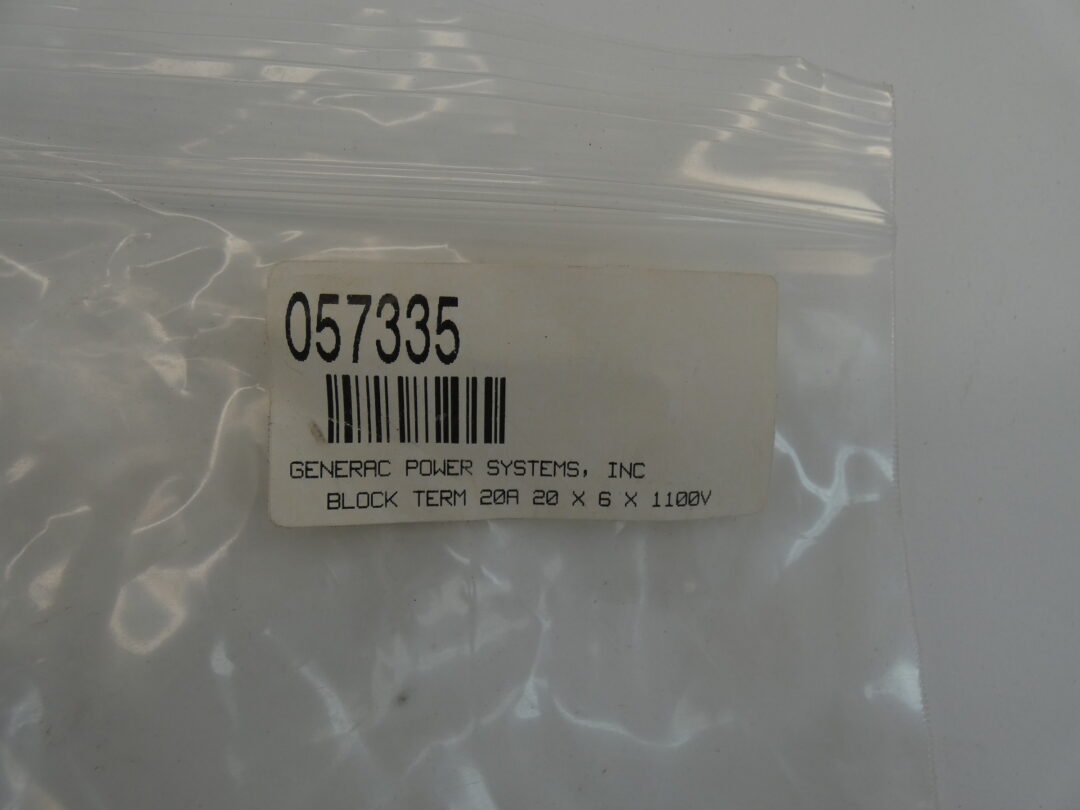 057335
GENERAC POWER SYSTEMS, INC
BLOCK TERM 20A 20 X 6 X 1100V